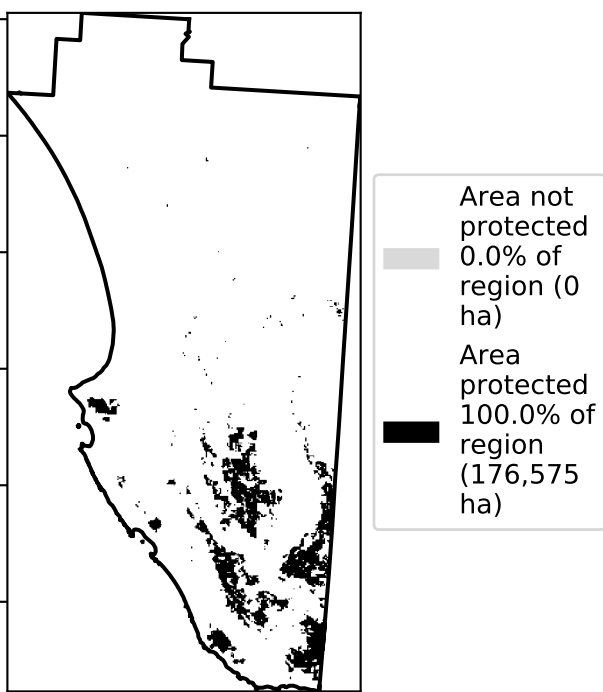 Area not
protected
0.0% of
region (0
ha)
Area
protected
100.0% of
region
(176,575
ha)